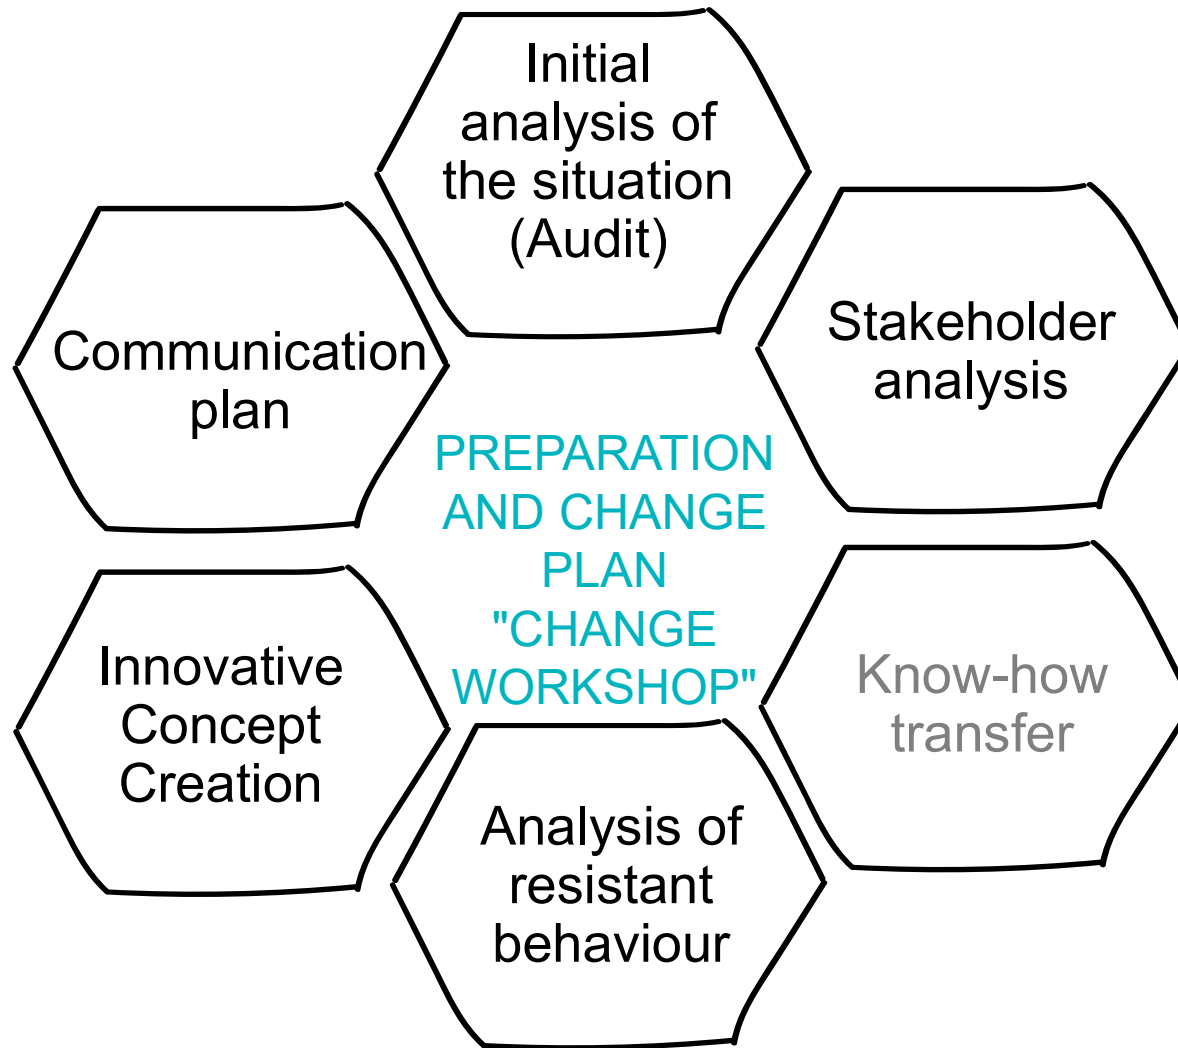 Initial
analysis of
the situation
(Audit)
Stakeholder
analysis
Communication
plan
PREPARATION
AND CHANGE
PLAN
"CHANGE
WORKSHOP"
Know-how
transfer
Innovative
Concept
Creation
Analysis of
resistant
behaviour